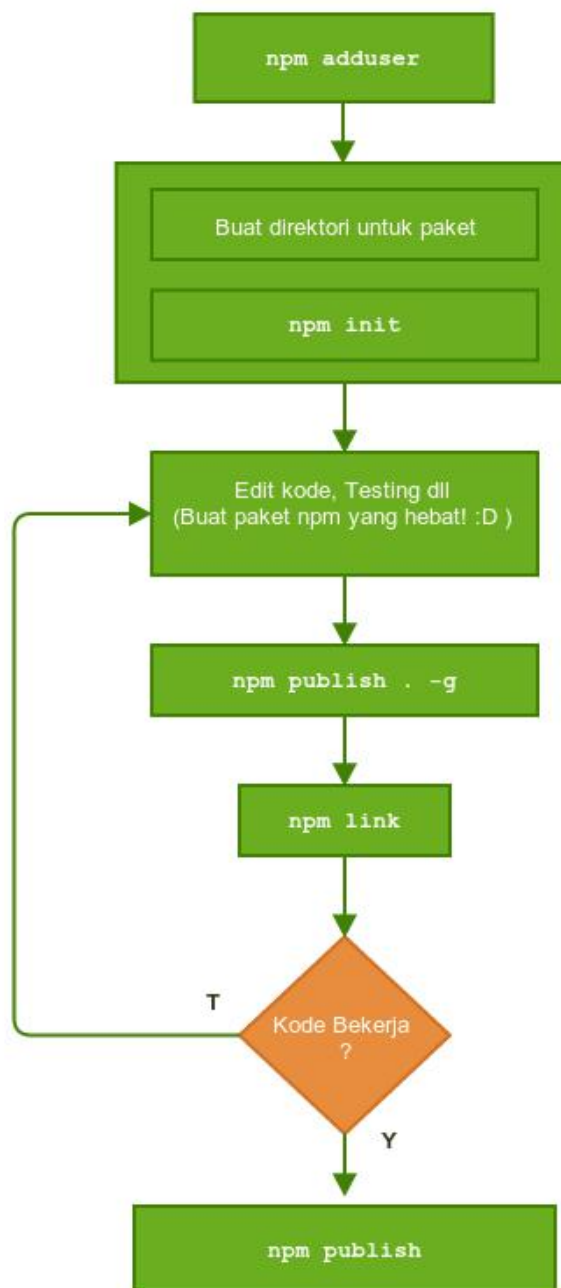 npm adduser
Buat direktori untuk paket
npm init
Edit kode, Testing dll
(Buat paket npm yang hebat! :D )
npm publish . -g
npm link
T
Kode Bekerja
?
Y
npm publish